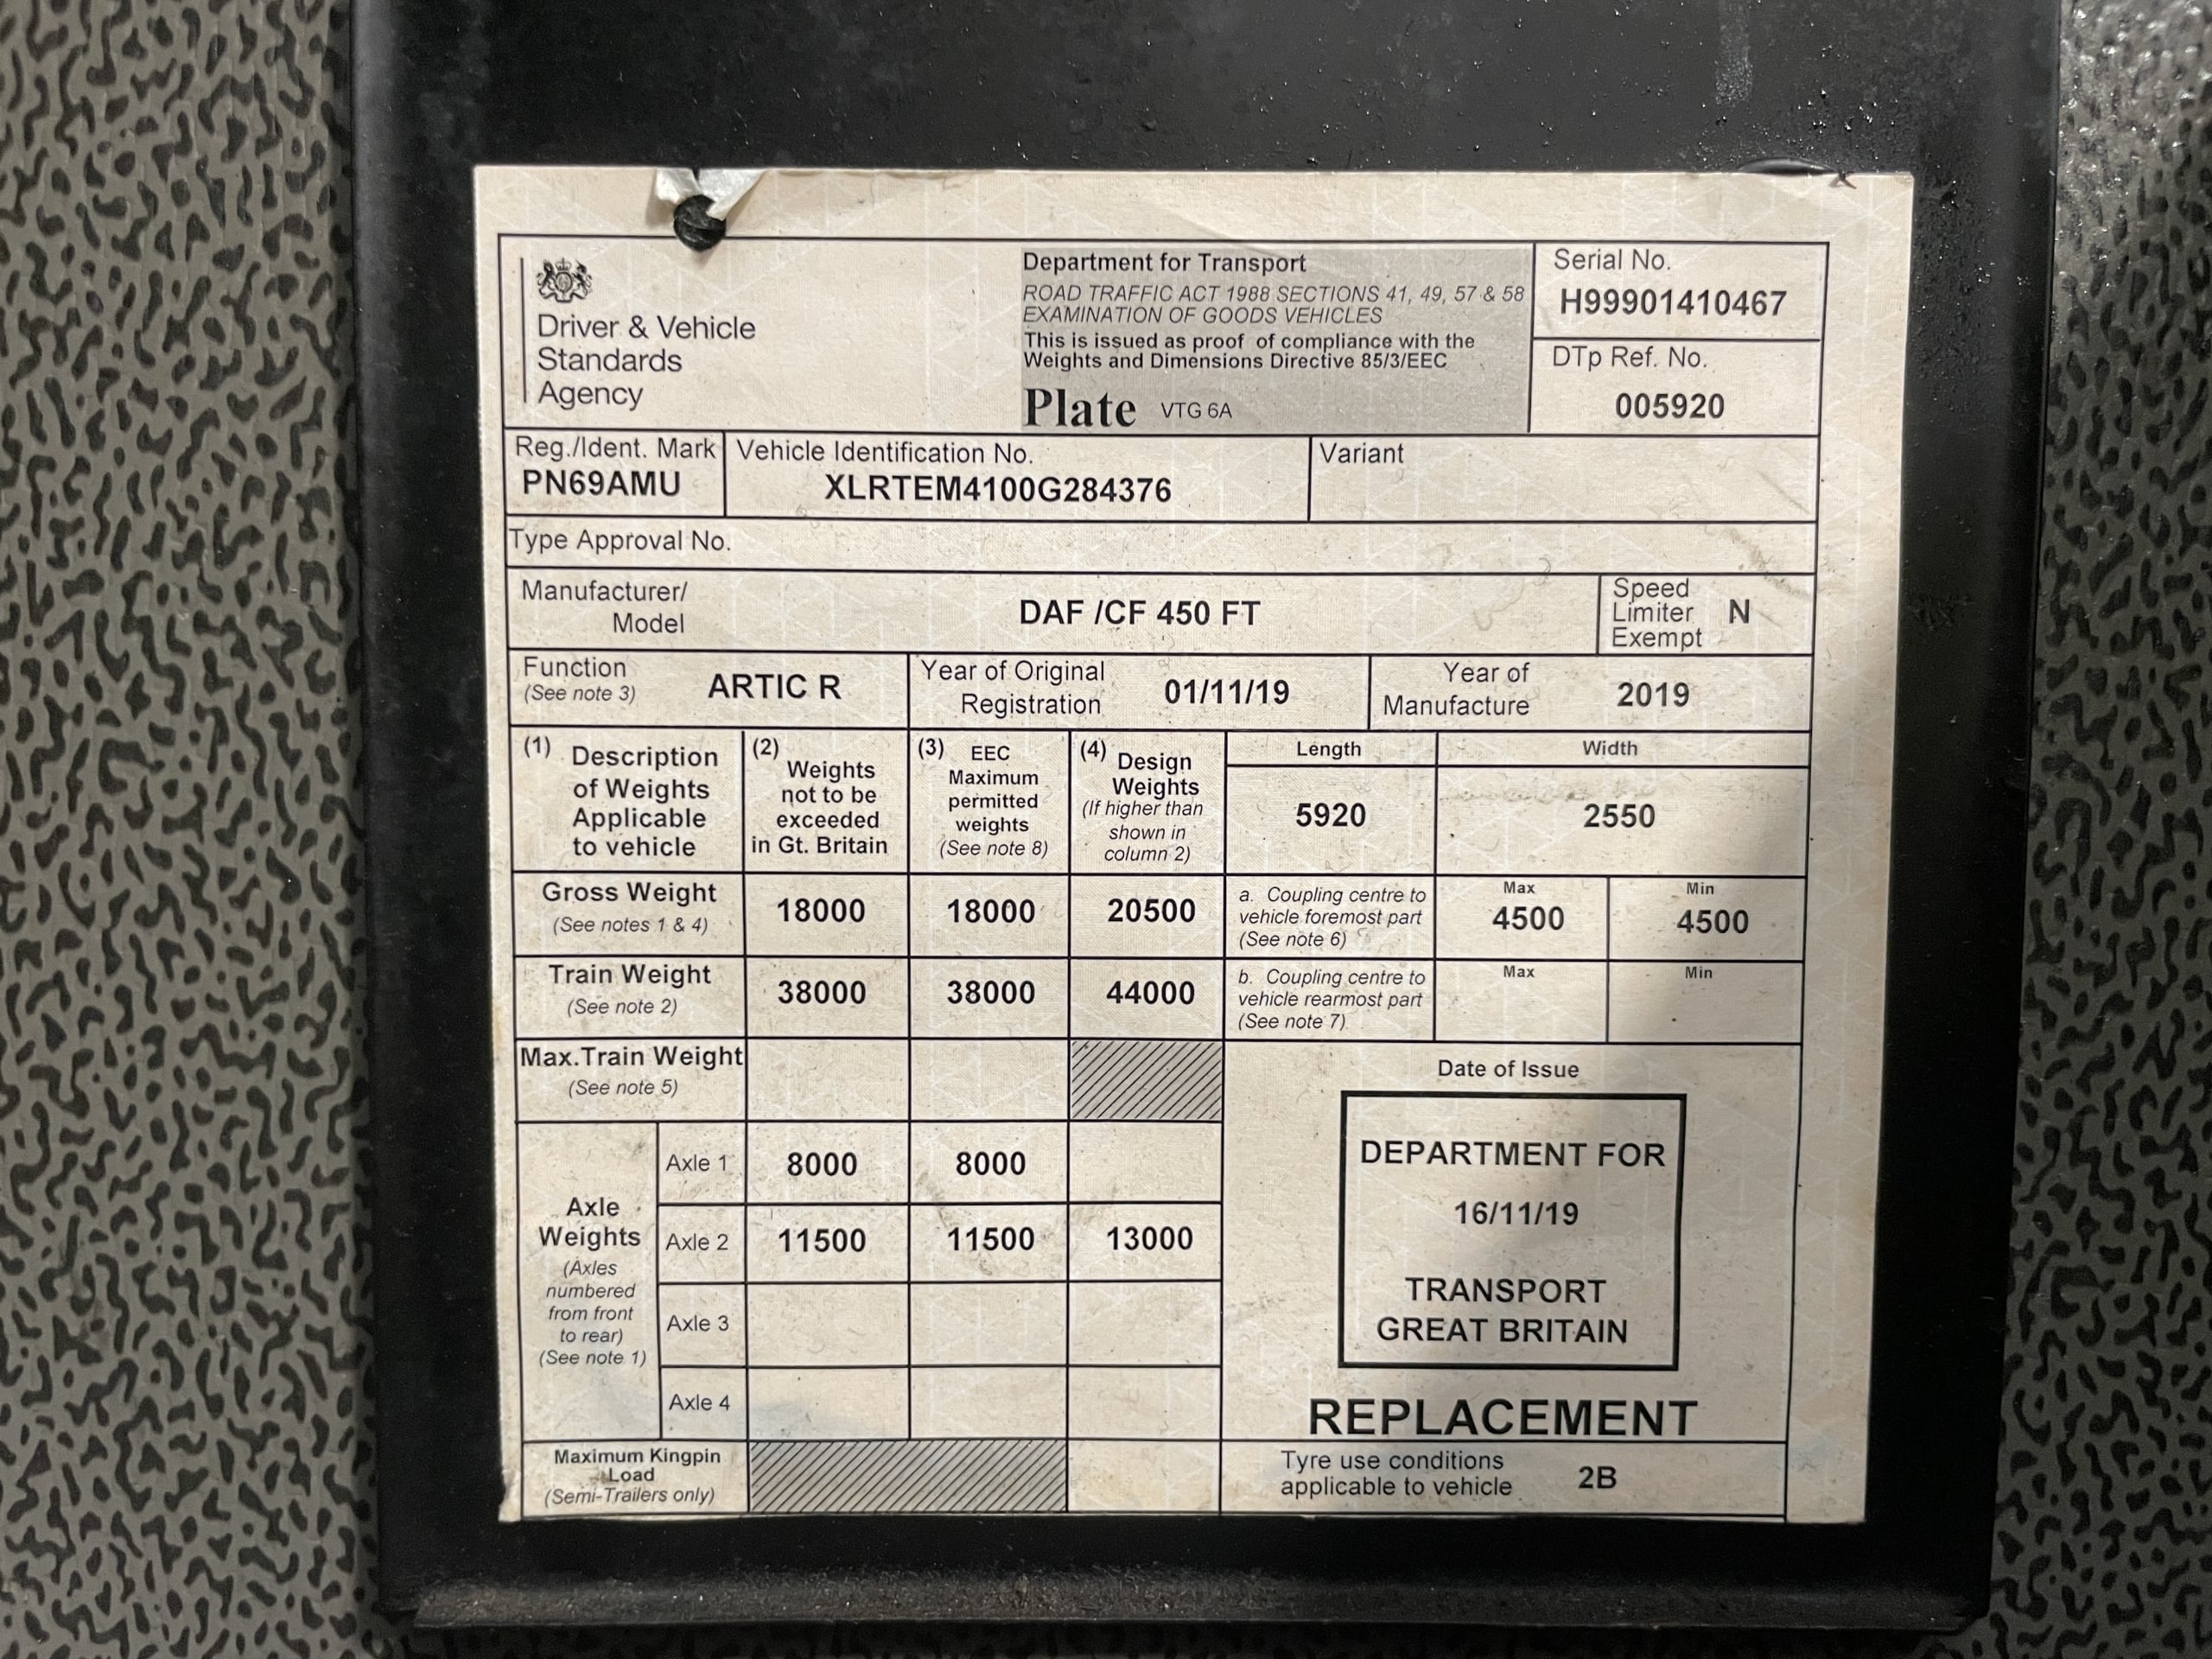 Driver & Vehicle
Standards
Agency
Department for Transport
ROAD TRAFFIC ACT 1988 SECTIONS 41, 49, 57 & 58
EXAMINATION OF GOODS VEHICLES
This is issued as proof of compliance with the
Weights and Dimensions Directive 85/3/EEC
Plate VTG 6A
Serial No.
H99901410467
DTp Ref. No.
005920
Reg./Ident. Mark
PN69AMU
Vehicle Identification No.
XLRTEM4100G284376
Variant
Type Approval No.
Manufacturer/
Model
DAF /CF 450 FT
Speed
Limiter
Exempt
N
Function
(See note 3)
ARTIC R
Year of Original
Registration
01/11/19
Year of
Manufacture
2019
(1) Description
of Weights
Applicable
to vehicle
(2)
Weights
not to be
exceeded
in Gt. Britain
(3) EEC
Maximum
permitted
weights
(See note 8)
(4) Design
Weights
(If higher than
shown in
column 2)
Length
5920
Width
2550
Gross Weight
(See notes 1 & 4)
18000
18000
20500
a. Coupling centre to
vehicle foremost part
(See note 6)
Max
4500
Min
4500
Train Weight
(See note 2)
38000
38000
44000
b. Coupling centre to
vehicle rearmost part
(See note 7)
Max
Min
Max.Train Weight
(See note 5)
Axle
Weights
(Axles
numbered
from front
to rear)
(See note 1)
Axle 1
8000
8000
Axle 2
11500
11500
13000
Axle 3
Axle 4
Maximum Kingpin
Load
(Semi-Trailers only)
Date of Issue
DEPARTMENT FOR
16/11/19
TRANSPORT
GREAT BRITAIN
REPLACEMENT
Tyre use conditions
applicable to vehicle
2B